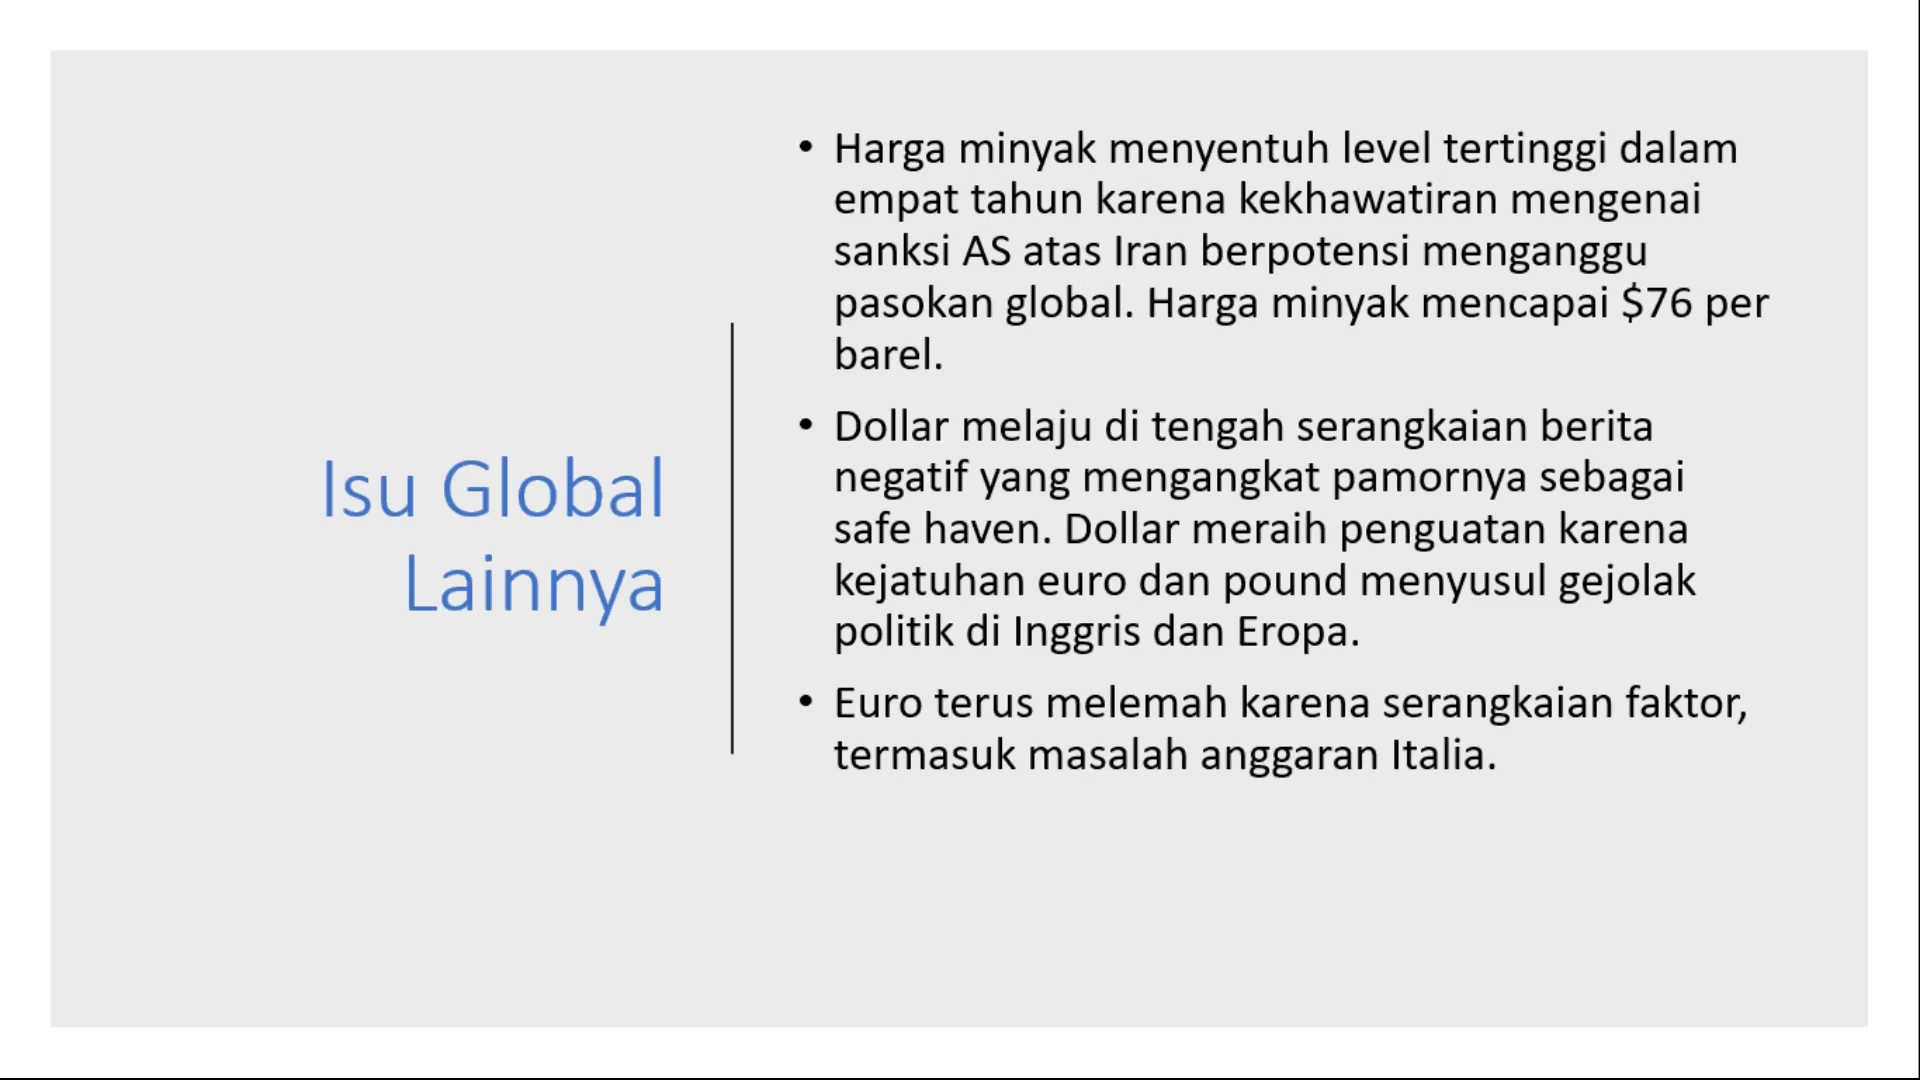 Isu Global
Lainnya
• Harga minyak menyentuh level tertinggi dalam
empat tahun karena kekhawatiran mengenai
sanksi AS atas Iran berpotensi menganggu
pasokan global. Harga minyak mencapai $76 per
barel.
• Dollar melaju di tengah serangkaian berita
negatif yang mengangkat pamornya sebagai
safe haven. Dollar meraih penguatan karena
kejatuhan euro dan pound menyusul gejolak
politik di Inggris dan Eropa.
• Euro terus melemah karena serangkaian faktor,
termasuk masalah anggaran Italia.